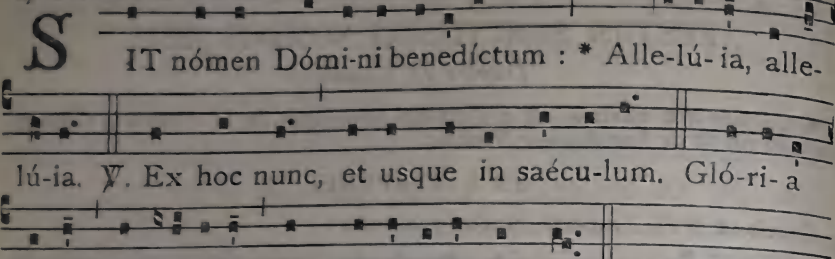 SIT nómen Dómi-ni benedíctum : * Alle-lú-ia, alle-
lú-ia. ℣. Ex hoc nunc, et usque in saécu-lum. Gló-ri-a